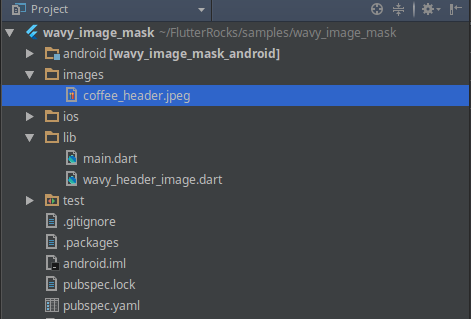 Project
wavy_image_mask ~/FlutterRocks/samples/wavy_image_mask
android [wavy_image_mask_android]
images
coffee_header.jpeg
ios
lib
main.dart
wavy_header_image.dart
test
.gitignore
.packages
android.iml
pubspec.lock
pubspec.yaml